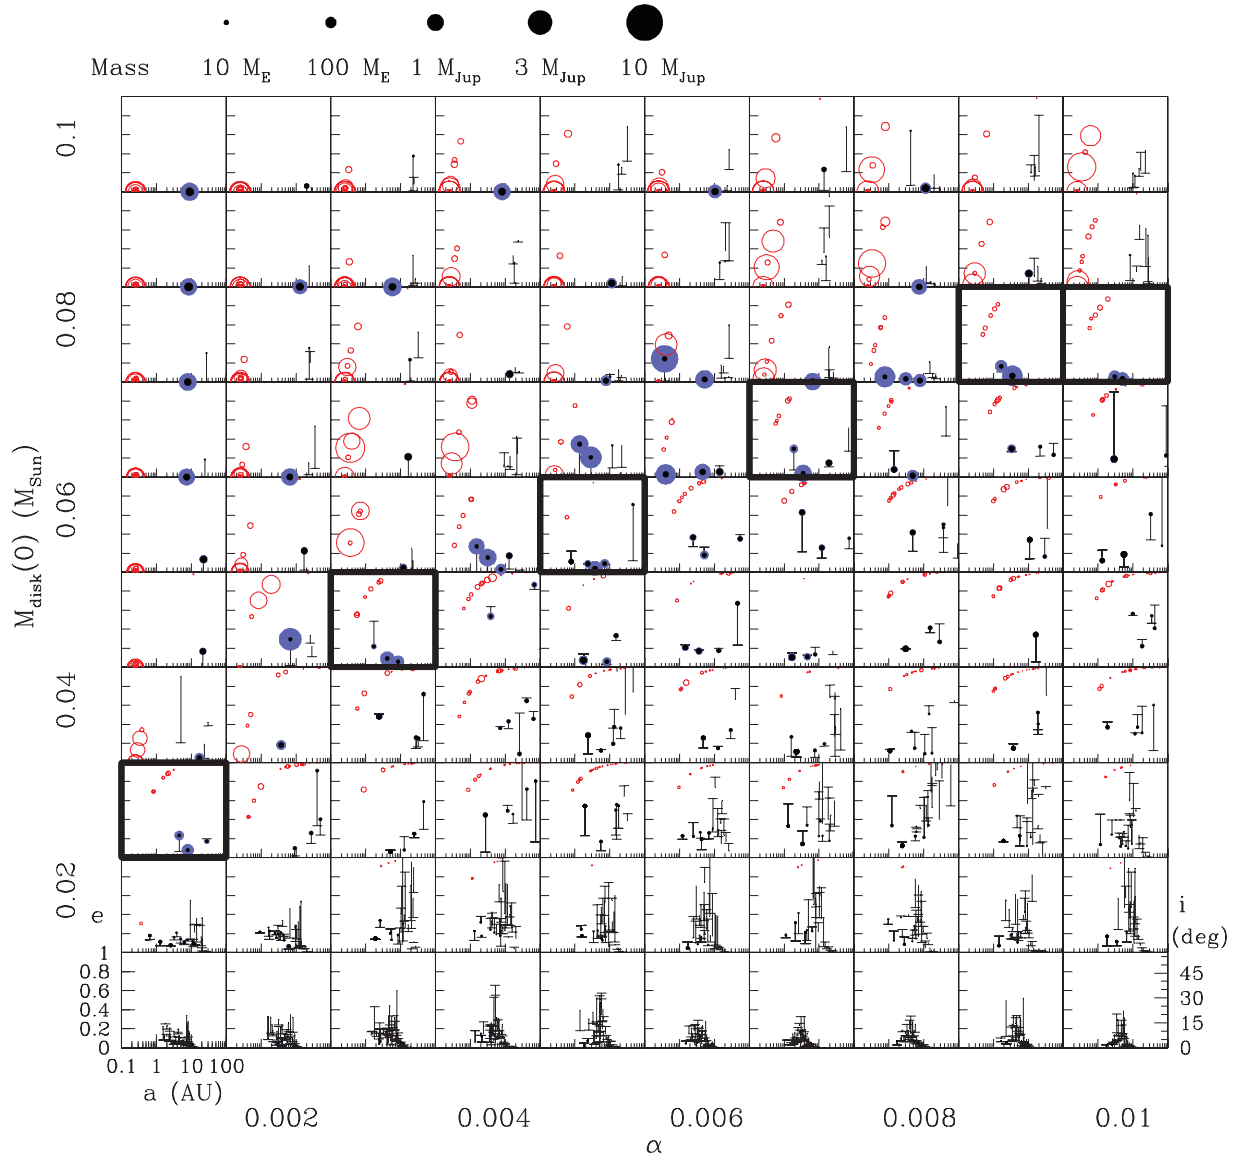 Mass 10 M_E 100 M_E 1 M_Jup 3 M_Jup 10 M_Jup
0.1
0.08
0.06
0.04
0.02
M_disk(0) (M_Sun)
e
1
0.8
0.6
0.4
0.2
0
i
(deg)
45
30
15
0
0.1 1 10 100
a (AU)
0.002 0.004 0.006 0.008 0.01
α